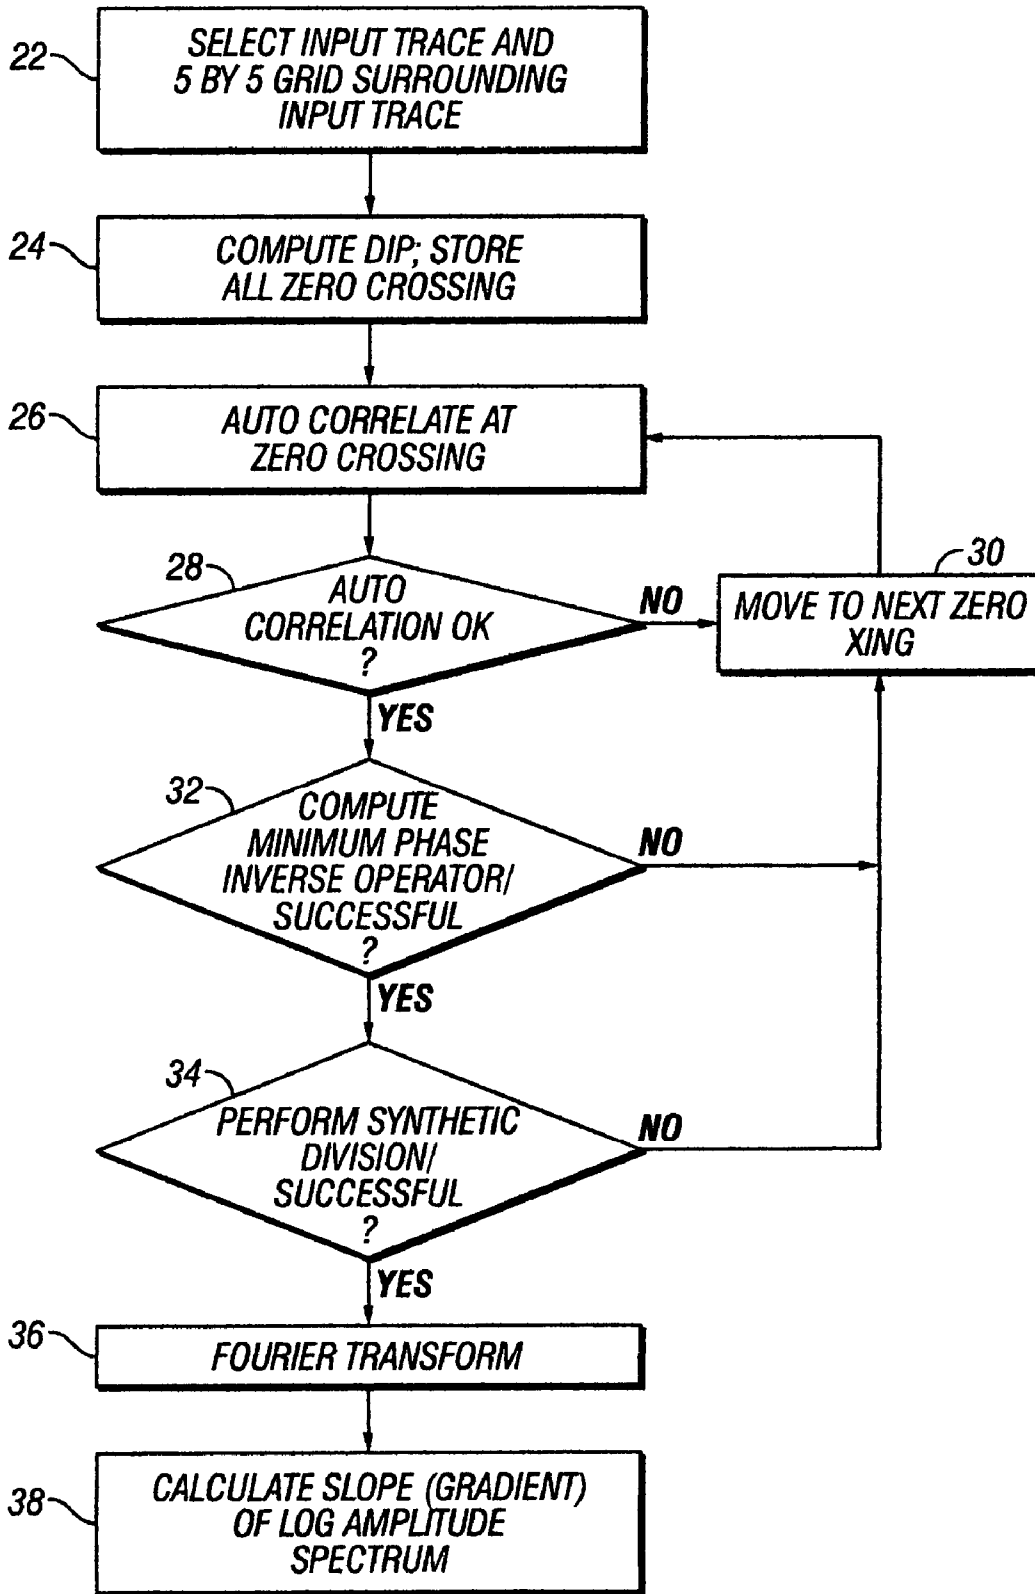 22
SELECT INPUT TRACE AND
5 BY 5 GRID SURROUNDING
INPUT TRACE
24
COMPUTE DIP; STORE
ALL ZERO CROSSING
26
AUTO CORRELATE AT
ZERO CROSSING
28
AUTO
CORRELATION OK
?
NO
30
MOVE TO NEXT ZERO
XING
YES
32
COMPUTE
MINIMUM PHASE
INVERSE OPERATOR/
SUCCESSFUL
?
NO
YES
34
PERFORM SYNTHETIC
DIVISION/
SUCCESSFUL
?
NO
YES
36
FOURIER TRANSFORM
38
CALCULATE SLOPE (GRADIENT)
OF LOG AMPLITUDE
SPECTRUM